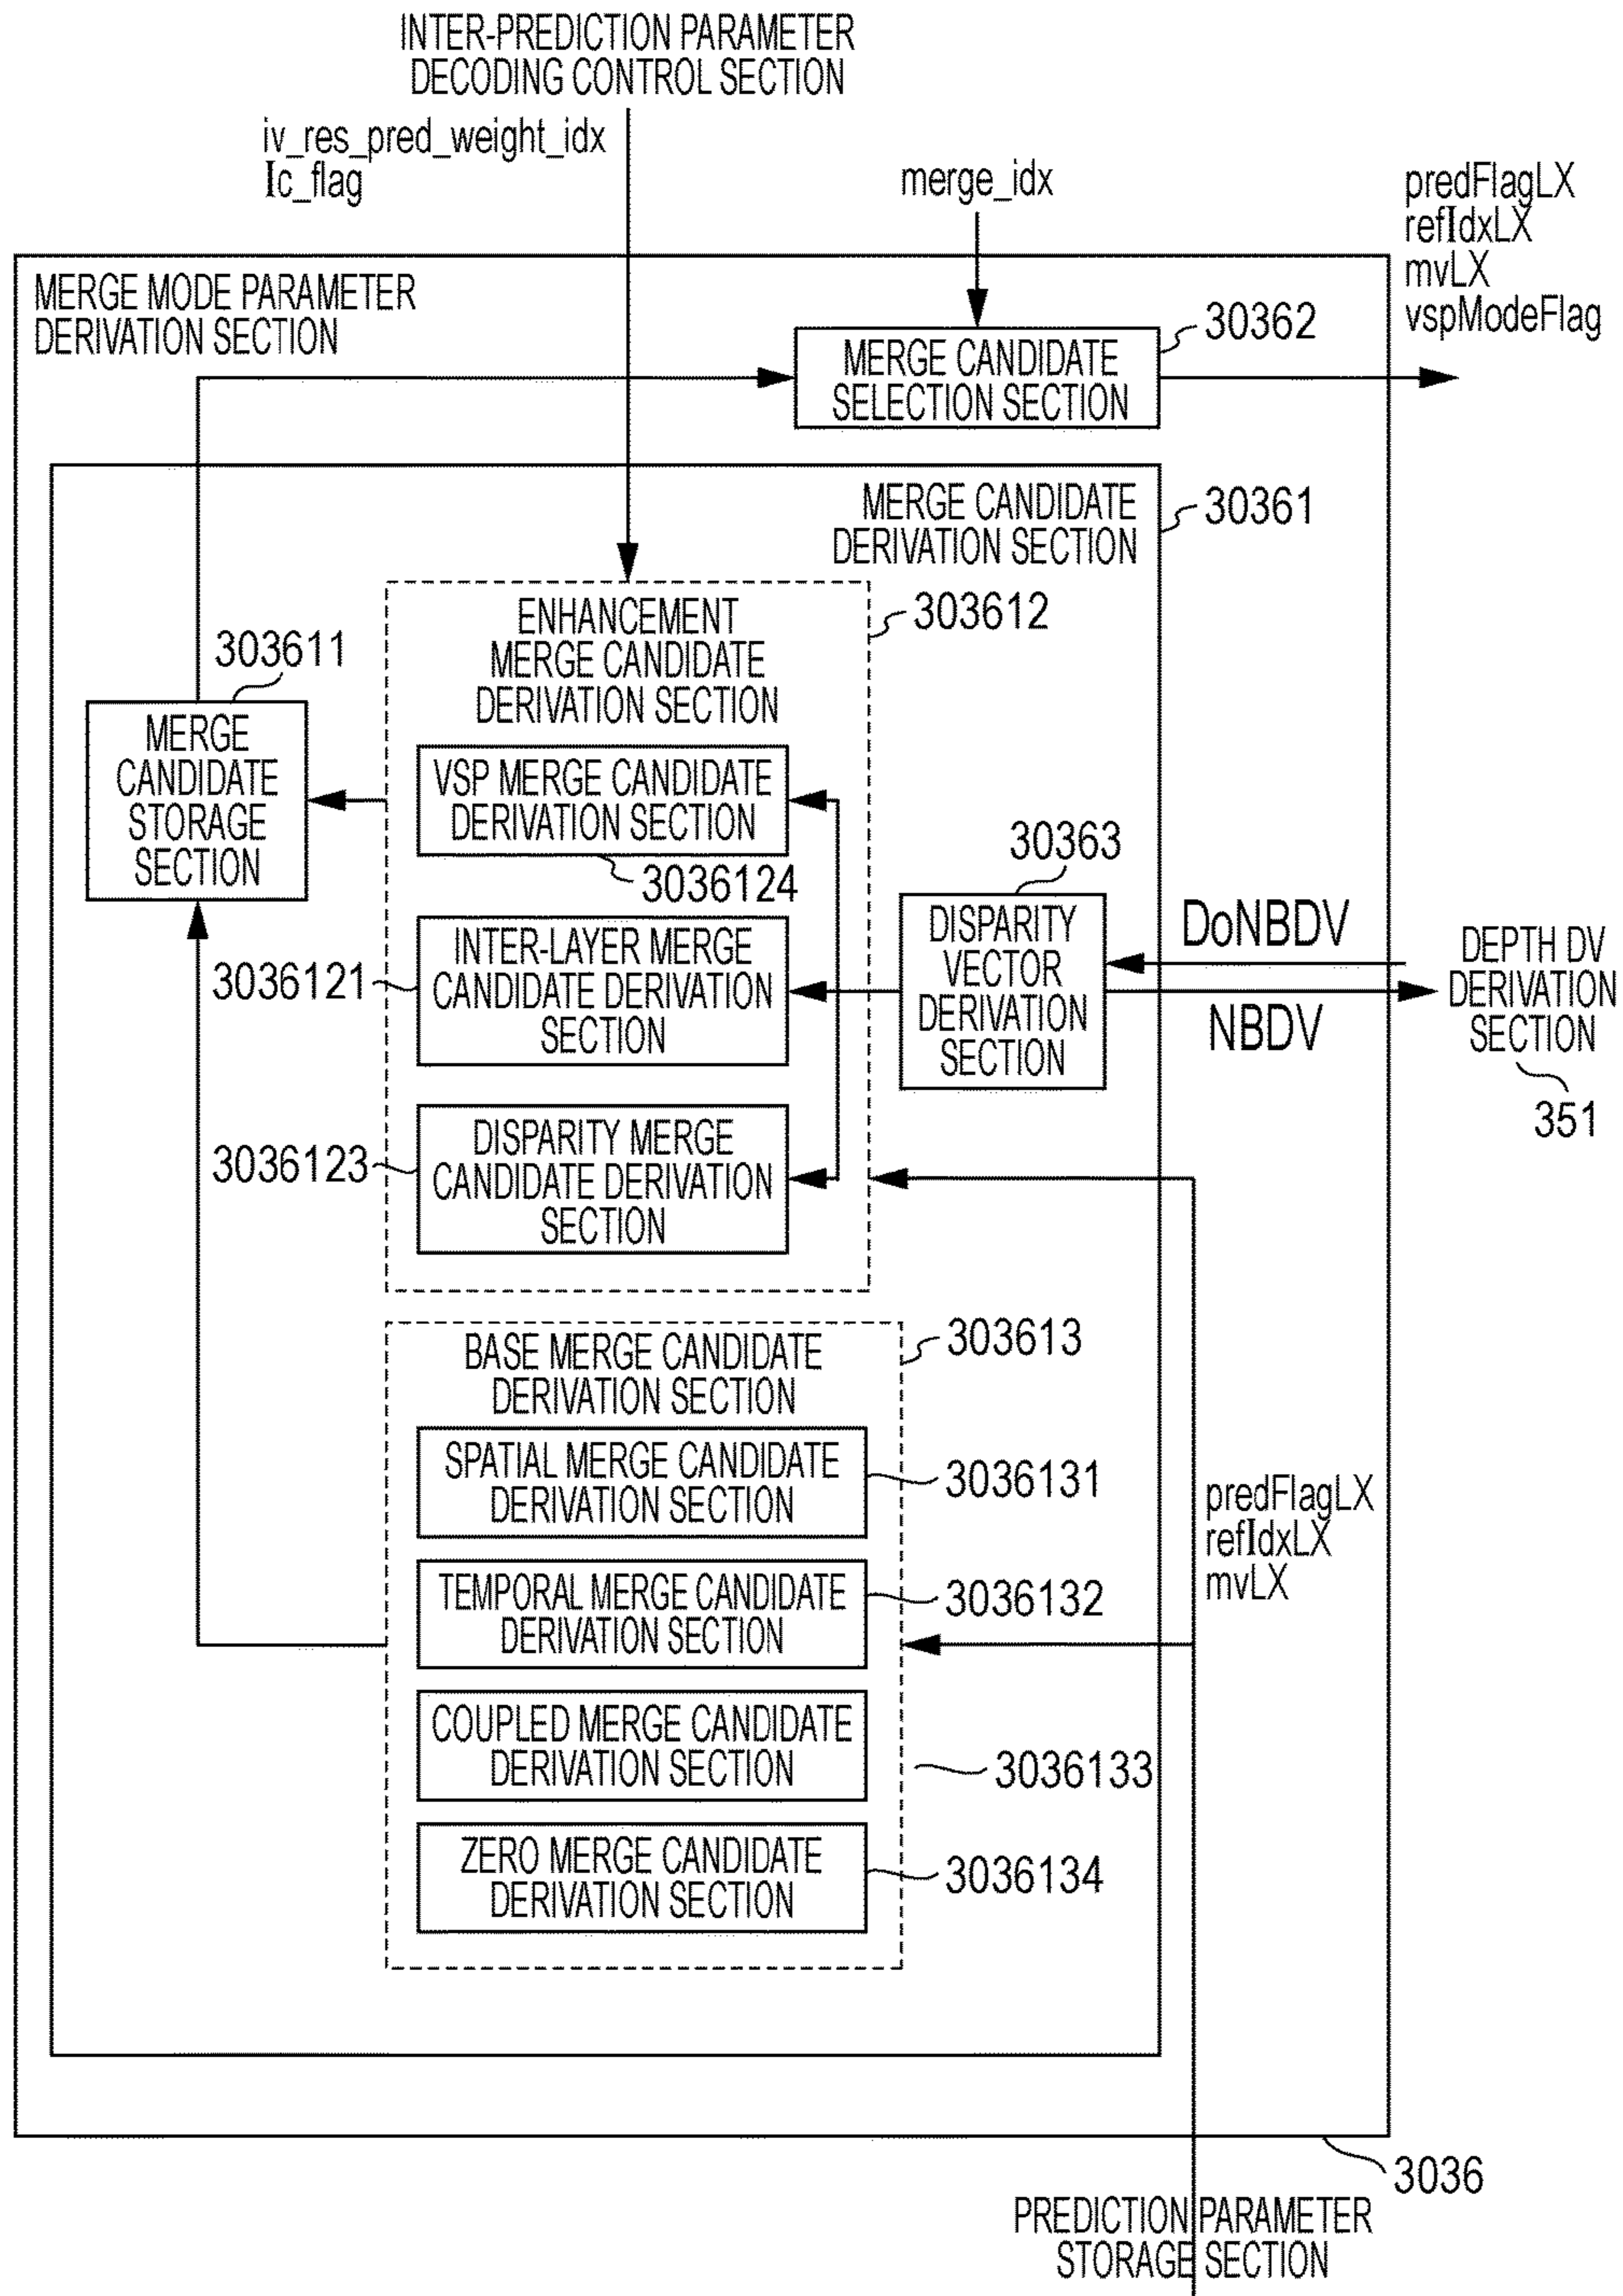 INTER-PREDICTION PARAMETER
DECODING CONTROL SECTION
iv_res_pred_weight_idx
Ic_flag
merge_idx
predFlagLX
refIdxLX
mvLX
vspModeFlag
MERGE MODE PARAMETER
DERIVATION SECTION
30362
MERGE CANDIDATE
SELECTION SECTION
MERGE CANDIDATE
DERIVATION SECTION
30361
ENHANCEMENT
MERGE CANDIDATE
DERIVATION SECTION
303612
303611
MERGE
CANDIDATE
STORAGE
SECTION
VSP MERGE CANDIDATE
DERIVATION SECTION
3036124
30363
DISPARITY
VECTOR
DERIVATION
SECTION
DoNBDV
NBDV
DEPTH DV
DERIVATION
SECTION
351
3036121
INTER-LAYER MERGE
CANDIDATE DERIVATION
SECTION
3036123
DISPARITY MERGE
CANDIDATE DERIVATION
SECTION
BASE MERGE CANDIDATE
DERIVATION SECTION
303613
SPATIAL MERGE CANDIDATE
DERIVATION SECTION
3036131
predFlagLX
refIdxLX
mvLX
TEMPORAL MERGE CANDIDATE
DERIVATION SECTION
3036132
COUPLED MERGE CANDIDATE
DERIVATION SECTION
3036133
ZERO MERGE CANDIDATE
DERIVATION SECTION
3036134
3036
PREDICTION PARAMETER
STORAGE SECTION